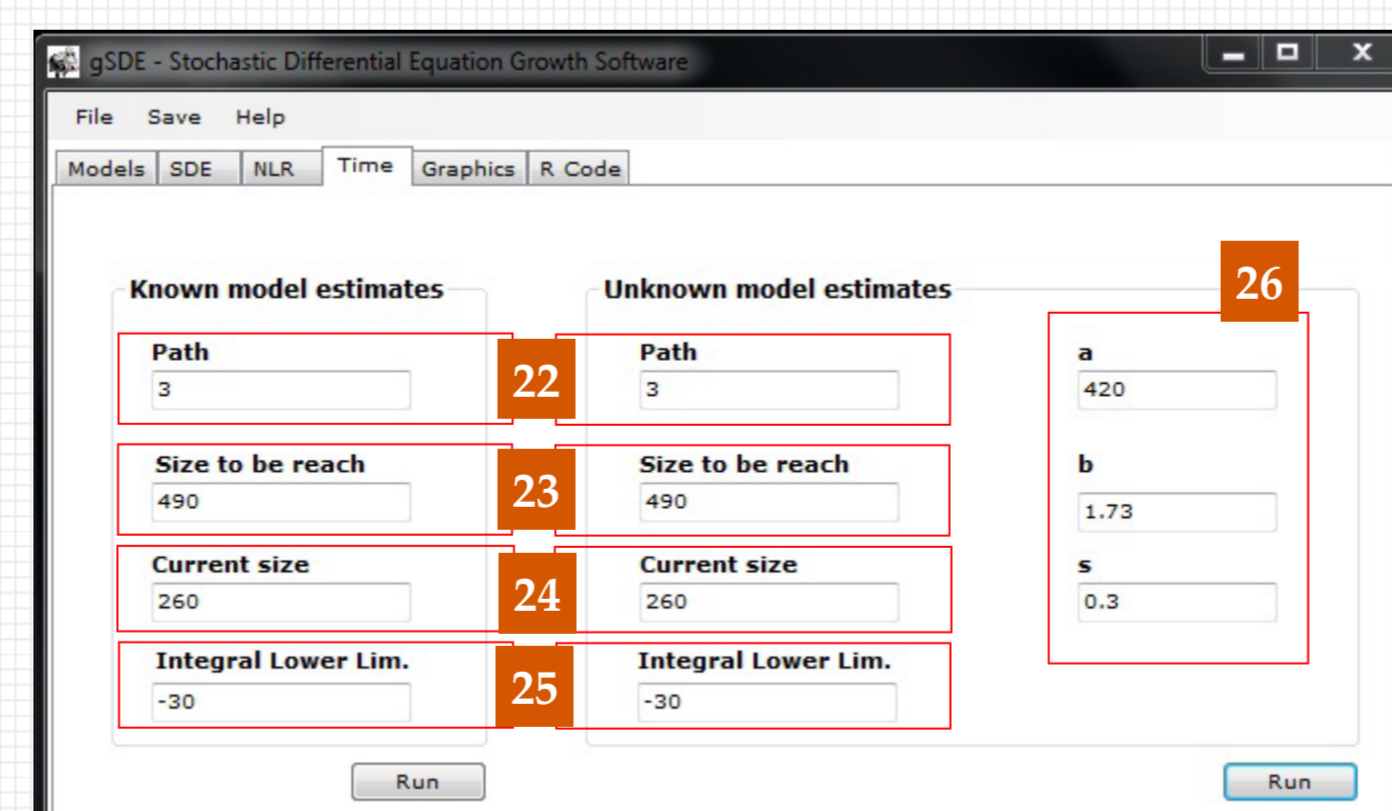 gSDE - Stochastic Differential Equation Growth Software
File Save Help
Models SDE NLR Time Graphics R Code
Known model estimates Unknown model estimates 26
Path 22 Path a
3 3 420
Size to be reach 23 Size to be reach b
490 490 1.73
Current size 24 Current size s
260 260 0.3
Integral Lower Lim. 25 Integral Lower Lim.
-30 -30
Run Run